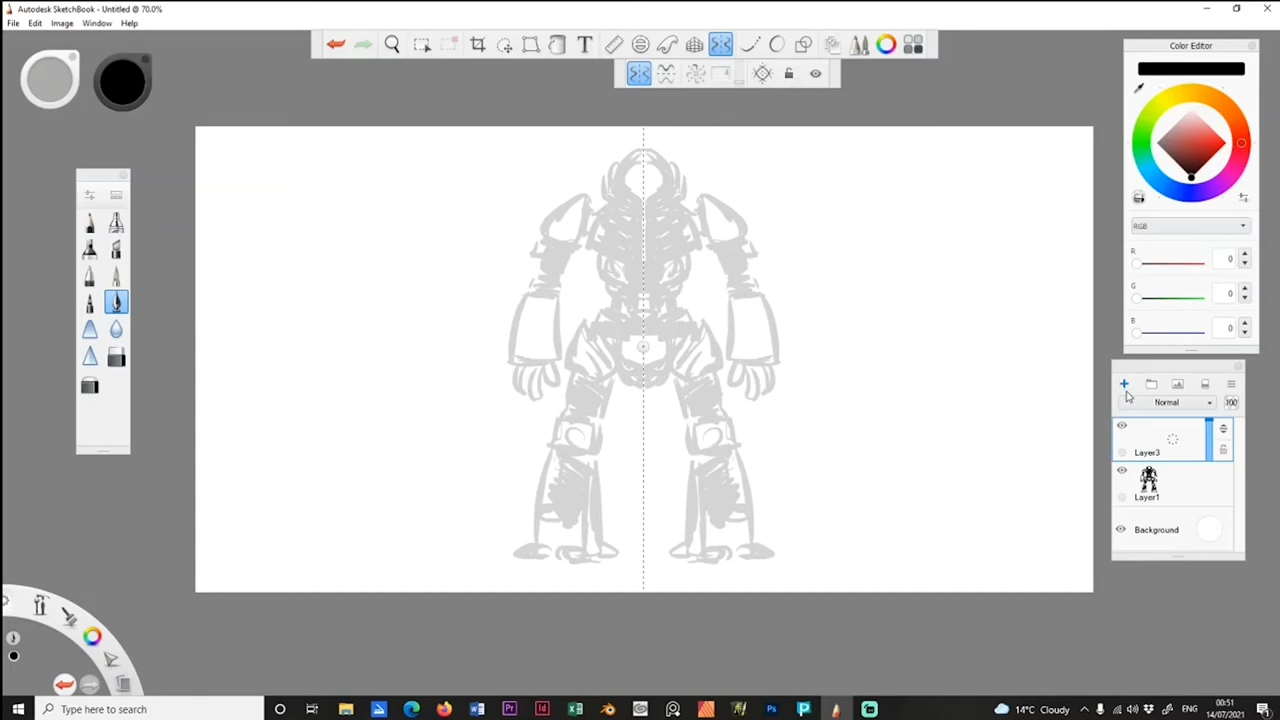 Autodesk SketchBook - Untitled @ 70.0%
File Edit Image Window Help
4
Color Editor
RGB
R 0
G 0
B 0
Normal 100
Layer3
Layer1
Background
Type here to search
14°C Cloudy
ENG
00:51
14/07/2021